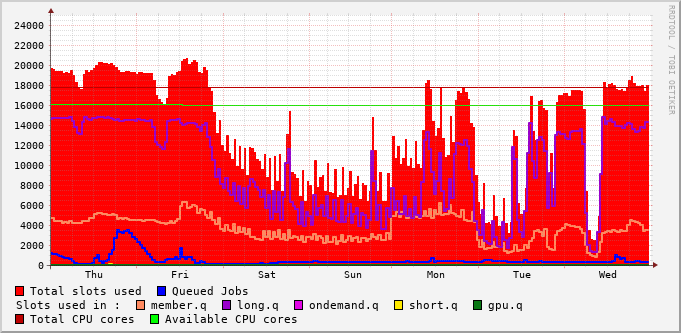 RRDTOOL / TOBI OETIKER
24000
22000
20000
18000
16000
14000
12000
10000
8000
6000
4000
2000
0
Thu Fri Sat Sun Mon Tue Wed
Total slots used Queued Jobs
Slots used in : member.q long.q ondemand.q short.q gpu.q
Total CPU cores Available CPU cores